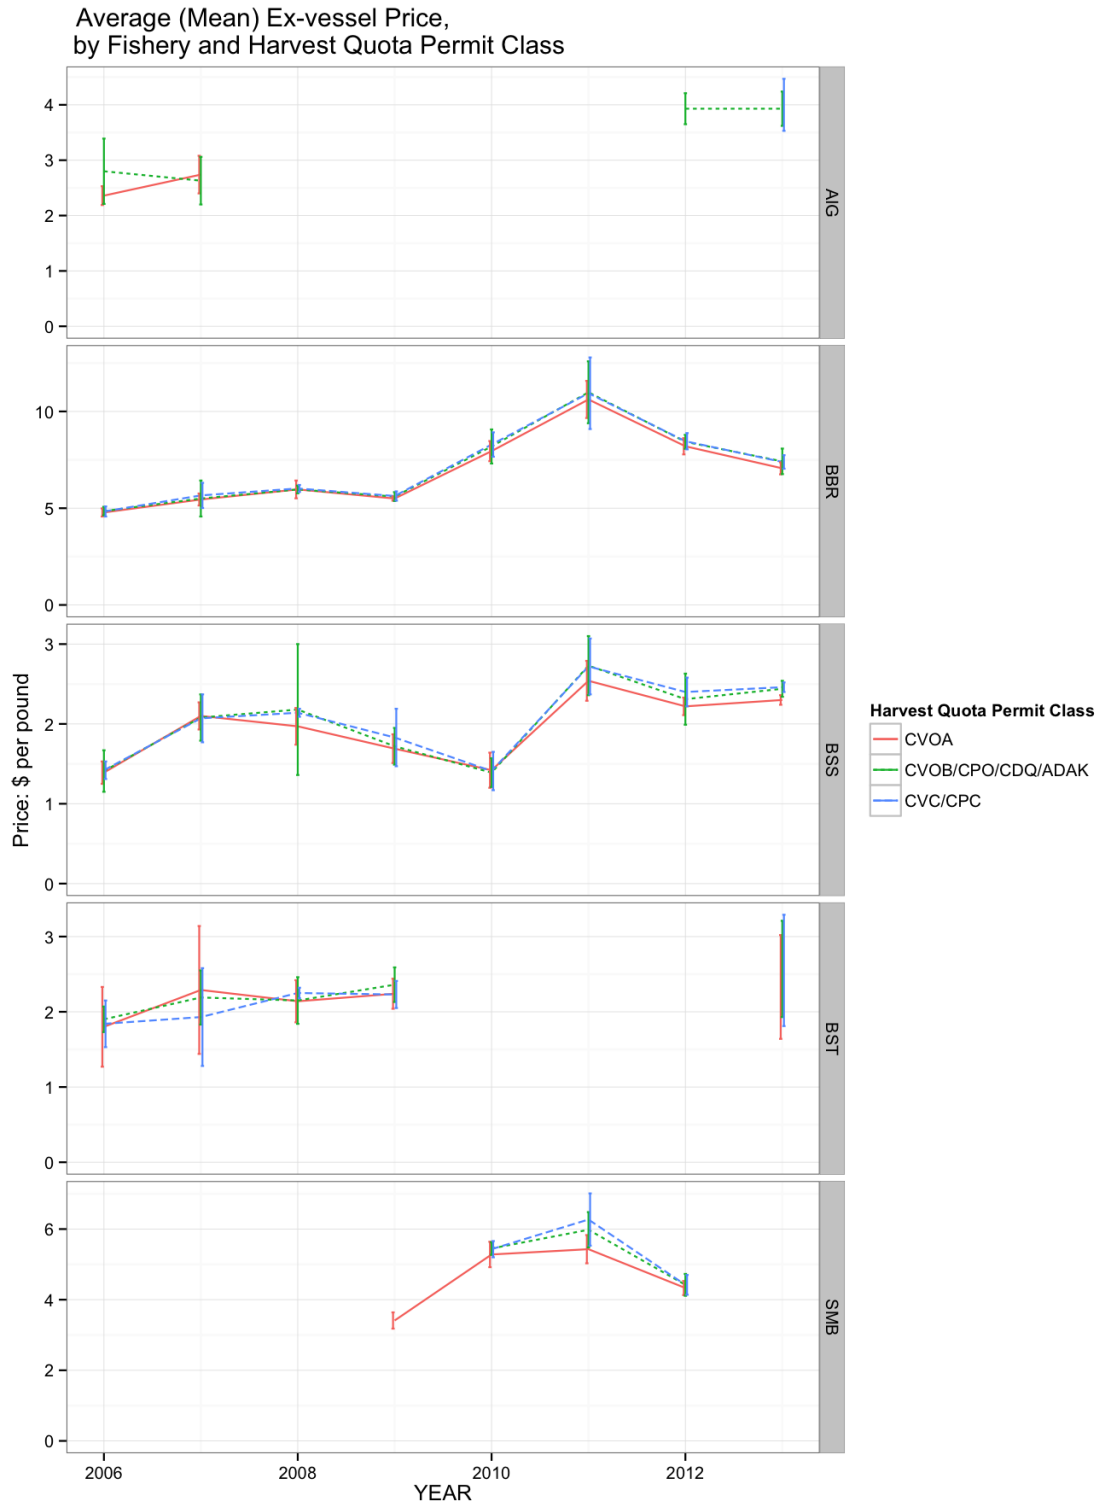 Average (Mean) Ex-vessel Price,
by Fishery and Harvest Quota Permit Class
4
3
2
1
0
AIG
10
5
0
BBR
3
2
1
0
BSS
3
2
1
0
BST
6
4
2
0
SMB
Price: $ per pound
2006
2008
2010
2012
YEAR
Harvest Quota Permit Class
CVOA
CVOB/CPO/CDQ/ADAK
CVC/CPC